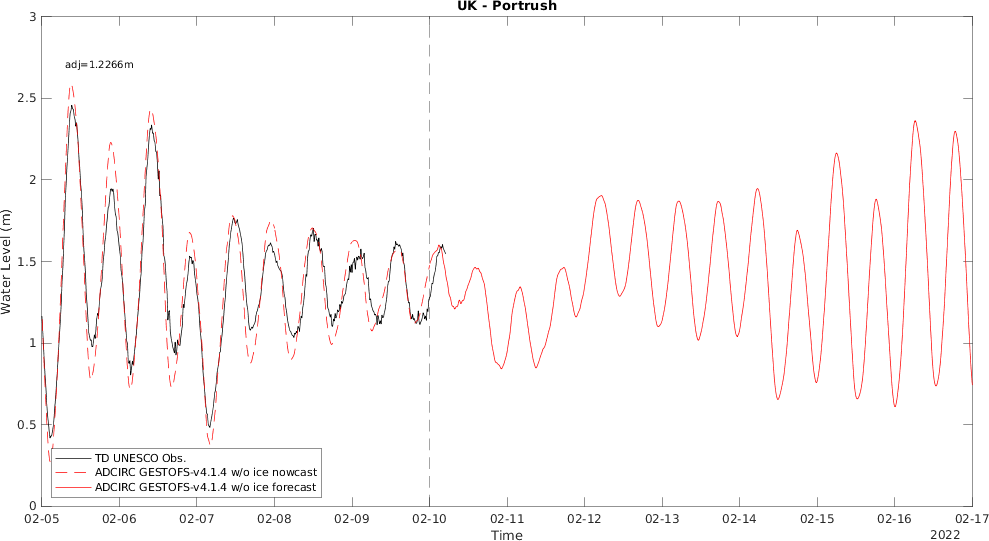 UK - Portrush
3
2.5
2
1.5
1
0.5
0
Water Level (m)
adj=1.2266m
TD UNESCO Obs.
ADCIRC GESTOFS-v4.1.4 w/o ice nowcast
ADCIRC GESTOFS-v4.1.4 w/o ice forecast
02-05 02-06 02-07 02-08 02-09 02-10 02-11 02-12 02-13 02-14 02-15 02-16 02-17
Time
2022